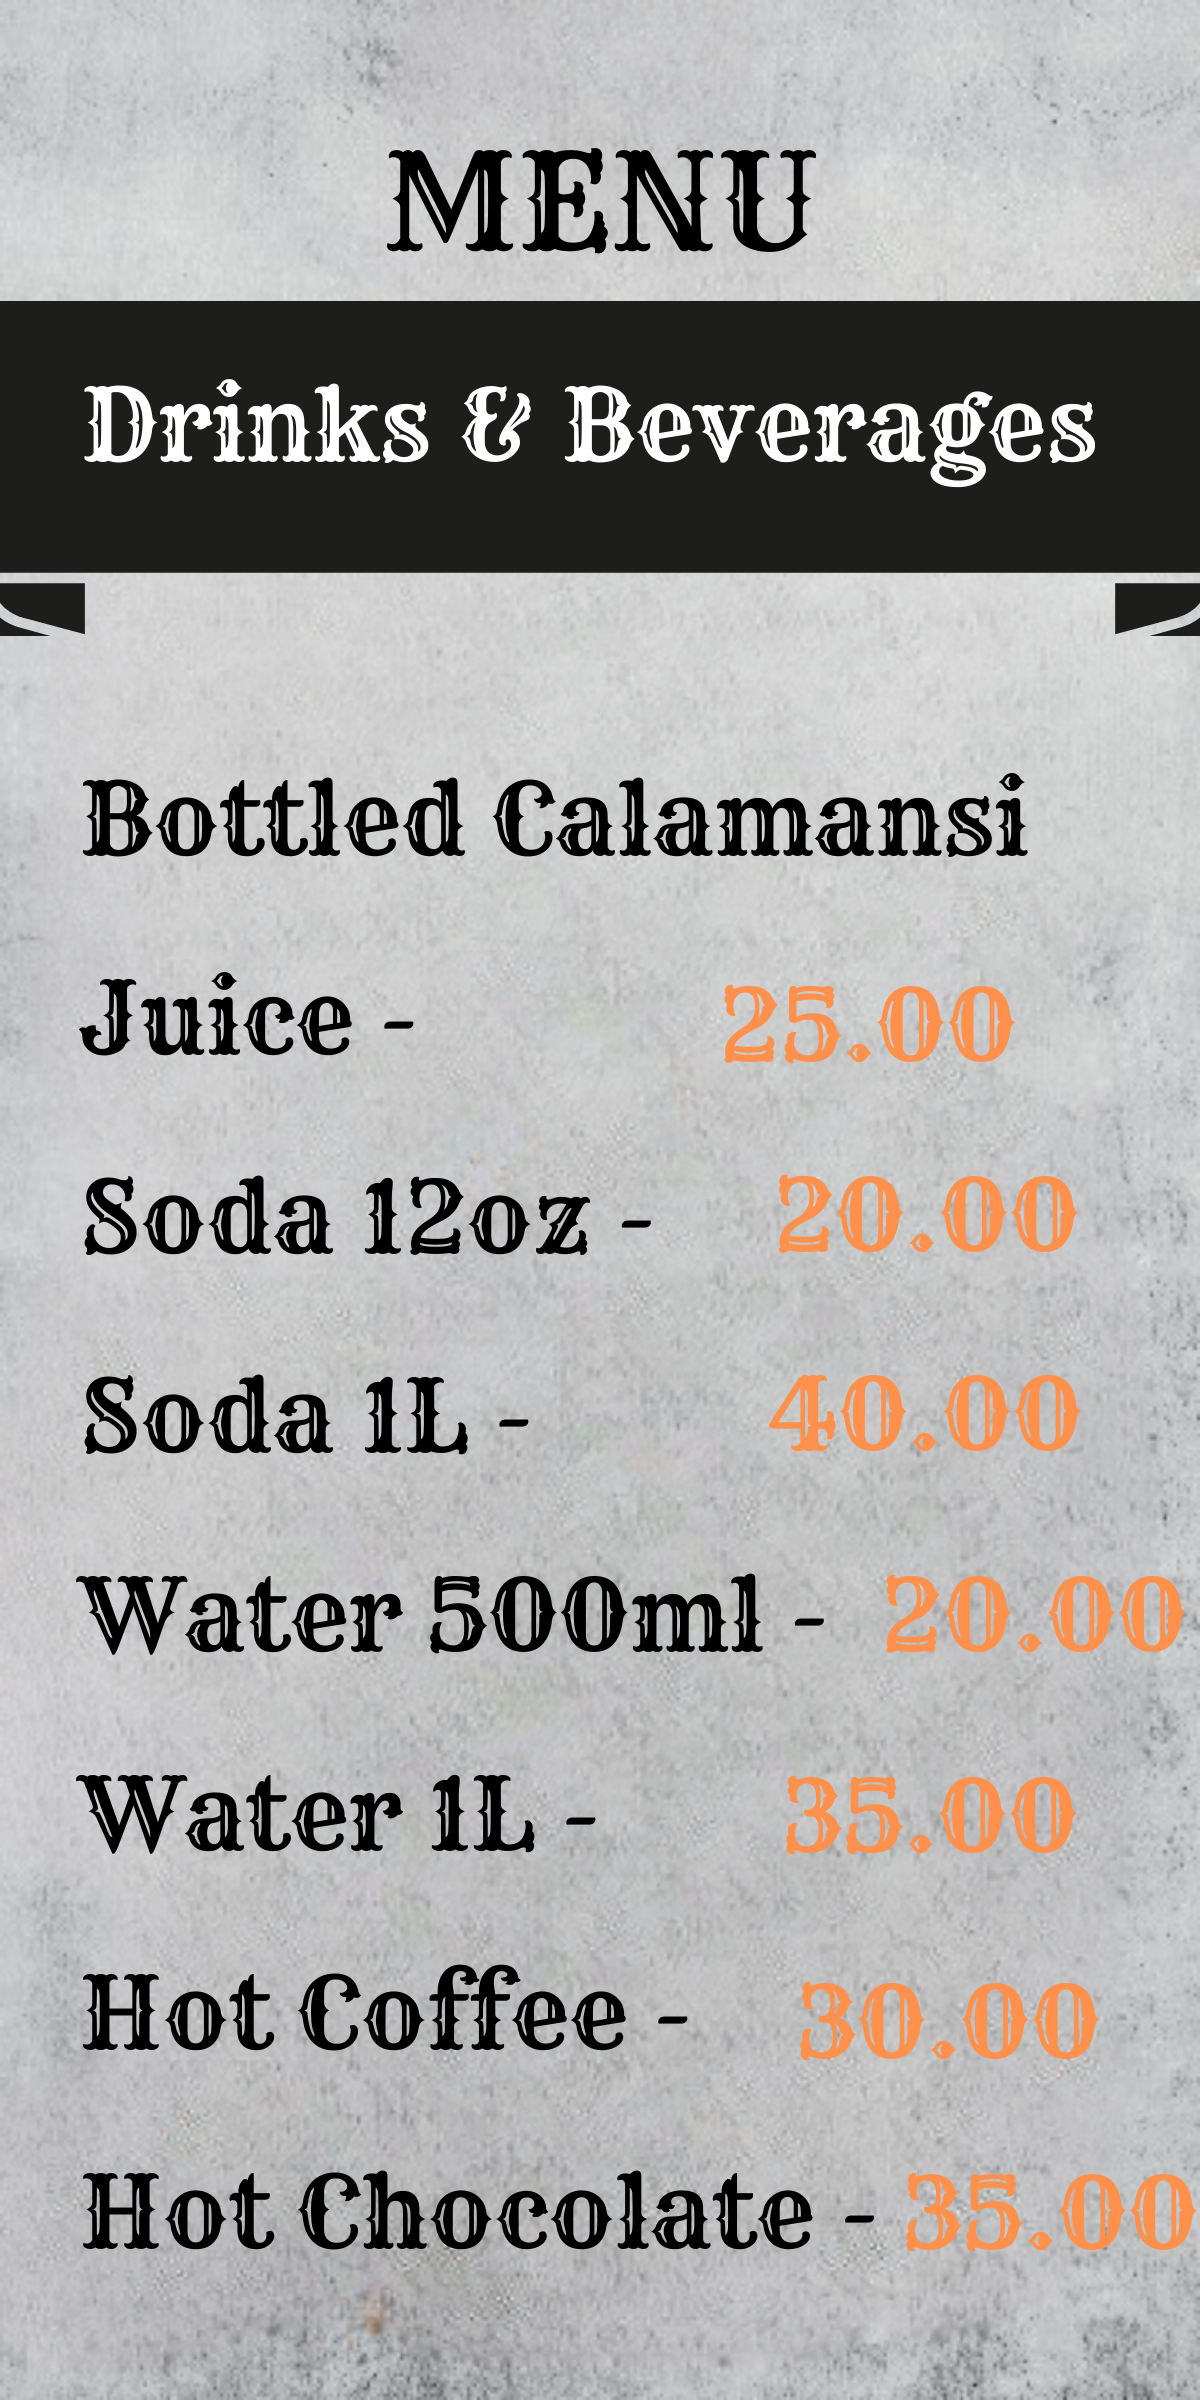 MENU
Drinks & Beverages
Bottled Calamansi
Juice - 25.00
Soda 12oz - 20.00
Soda 1L - 40.00
Water 500ml - 20.00
Water 1L - 35.00
Hot Coffee - 30.00
Hot Chocolate - 35.00